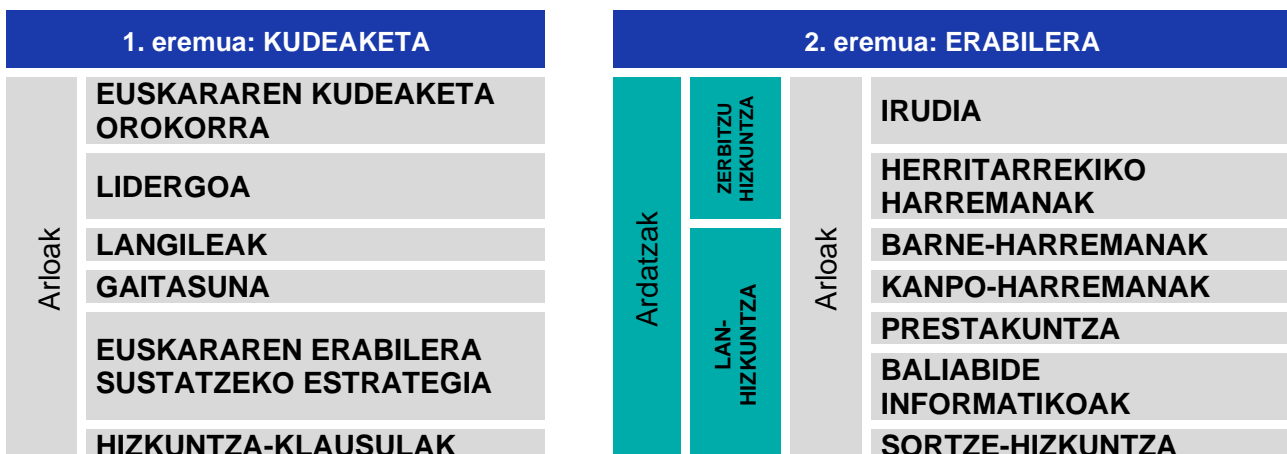 1. eremua: KUDEAKETA
Arloak
EUSKARAREN KUDEAKETA
OROKORRA
LIDERGOA
LANGILEAK
GAITASUNA
EUSKARAREN ERABILERA
SUSTATZEKO ESTRATEGIA
HIZKUNTZA-KLAUSULAK
2. eremua: ERABILERA
Ardatzak
ZERBITZU
HIZKUNTZA
LAN-
HIZKUNTZA
Arloak
IRUDIA
HERRITARREKIKO
HARREMANAK
BARNE-HARREMANAK
KANPO-HARREMANAK
PRESTAKUNTZA
BALIABIDE
INFORMATIKOAK
SORTZE-HIZKUNTZA